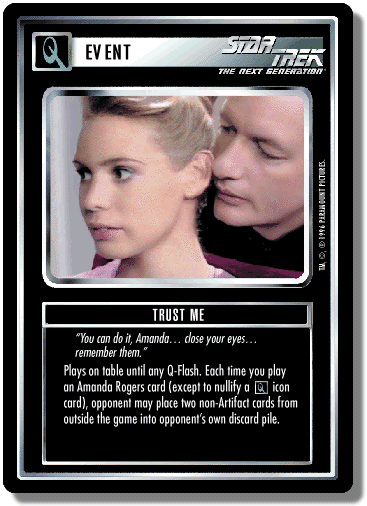 Q EVENT
STAR TREK
THE NEXT GENERATION
TM, ©, ® 1996 PARAMOUNT PICTURES.
TRUST ME
"You can do it, Amanda… close your eyes…
remember them."
Plays on table until any Q-Flash. Each time you play
an Amanda Rogers card (except to nullify a Q icon
card), opponent may place two non-Artifact cards from
outside the game into opponent's own discard pile.